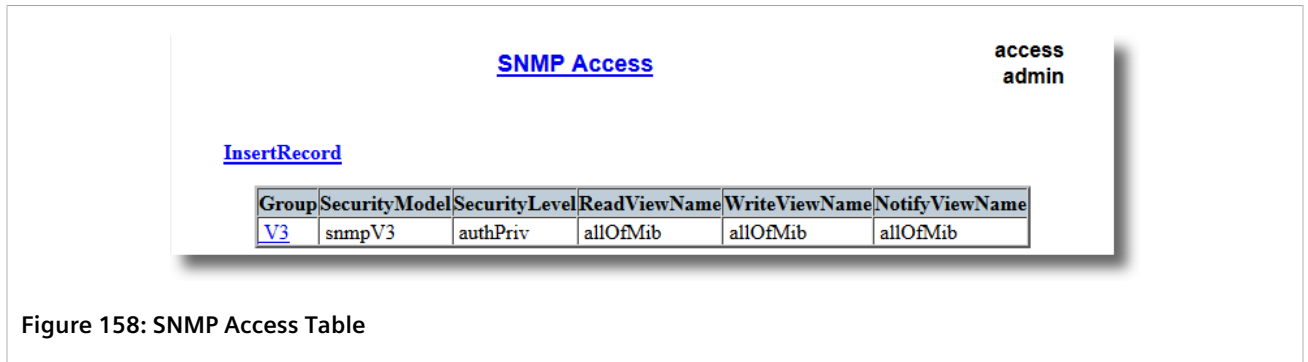 SNMP Access
access
admin
InsertRecord
Group SecurityModel SecurityLevel ReadViewName WriteViewName NotifyViewName
V3 snmpV3 authPriv allOfMib allOfMib allOfMib
Figure 158: SNMP Access Table